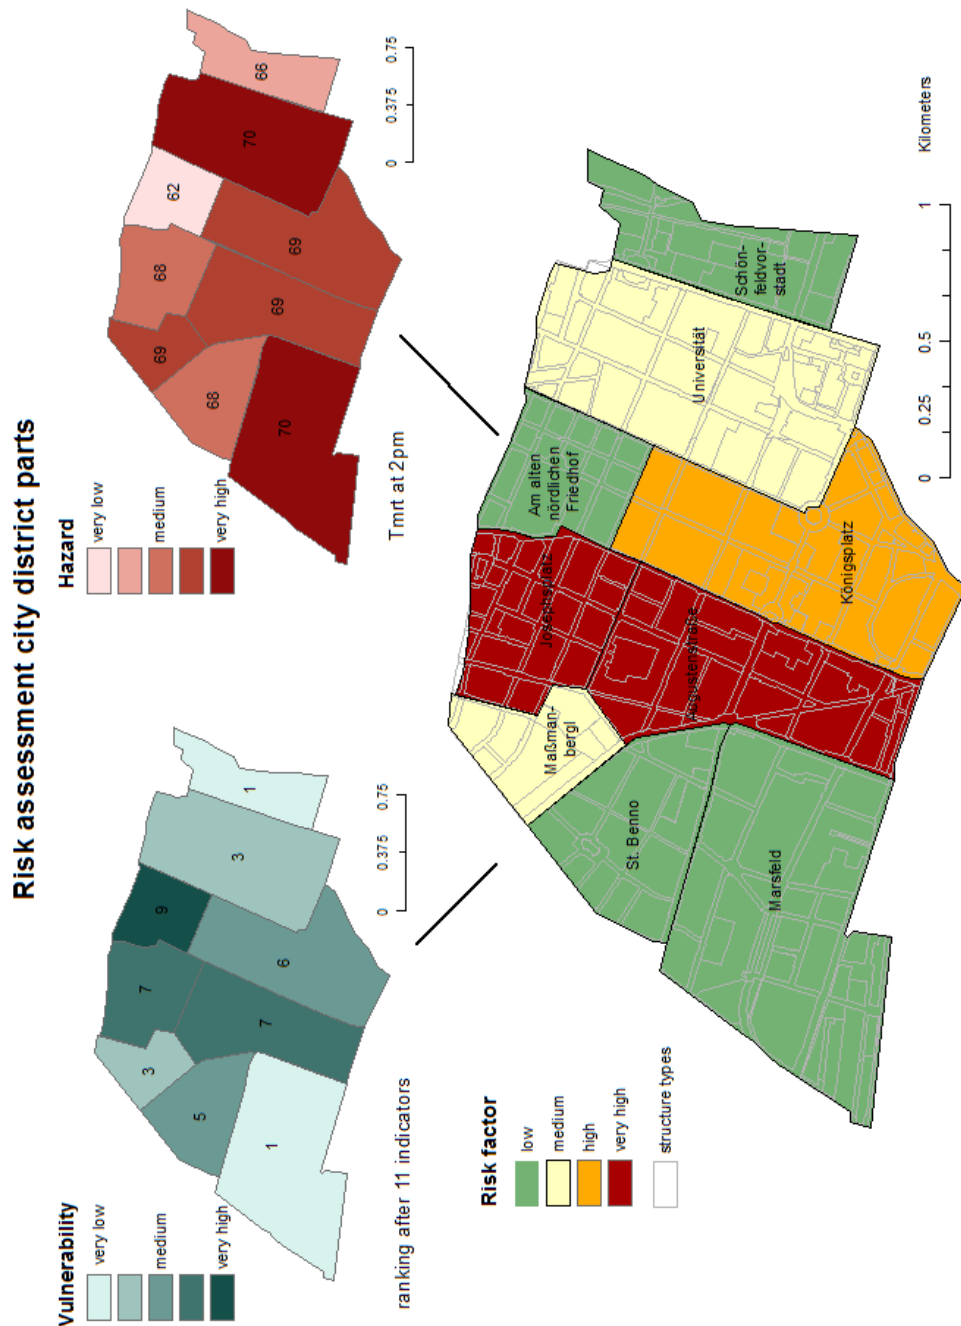 Risk assessment city district parts
Vulnerability
very low
medium
very high
3
7
9
5
7
6
3
1
1
0
0.375
0.75
ranking after 11 indicators
Hazard
very low
medium
very high
69
68
62
68
69
69
70
66
70
0
0.375
0.75
Tmrt at 2pm
Risk factor
low
medium
high
very high
structure types
Maßman-
bergl
Josephsplatz
Am alten
nördlichen
Friedhof
St. Benno
Augustenstraße
Universität
Schön-
feldvor-
stadt
Marsfeld
Königsplatz
0
0.25
0.5
1
Kilometers